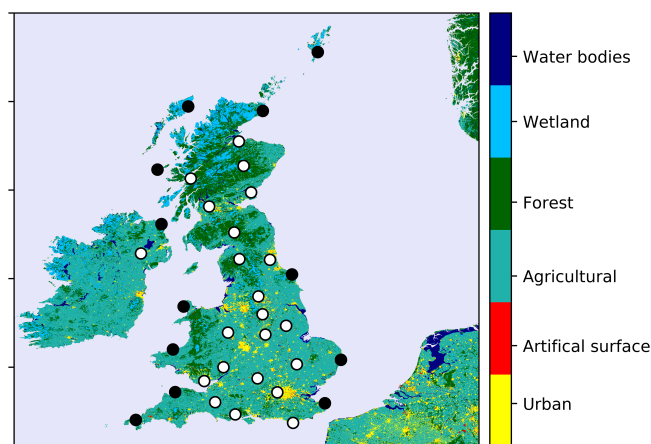 Water bodies
Wetland
Forest
Agricultural
Artifical surface
Urban